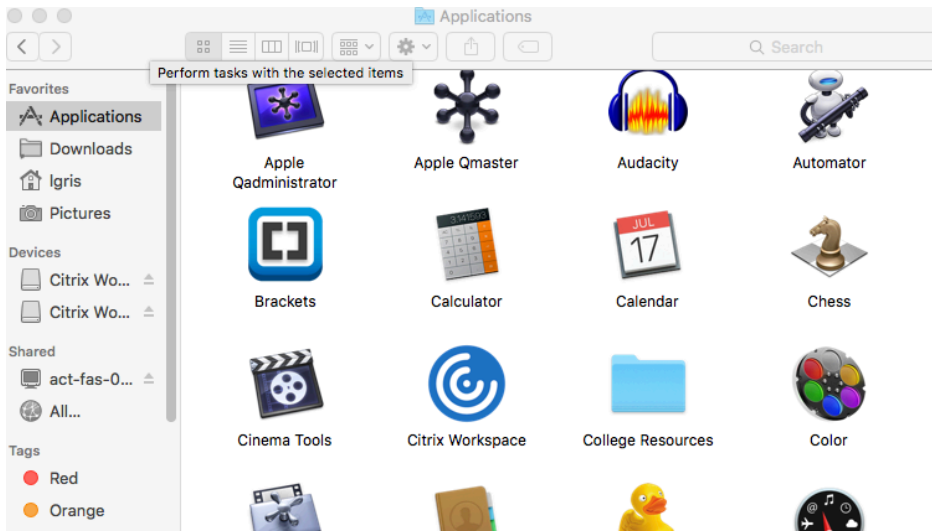 Applications
Search
Perform tasks with the selected items
Favorites
Applications
Downloads
Igris
Pictures
Devices
Citrix Wo...
Citrix Wo...
Shared
act-fas-0...
All...
Tags
Red
Orange
Apple
Qadministrator
Apple Qmaster
Audacity
Automator
3.141593
JUL
17
Brackets
Calculator
Calendar
Chess
Cinema Tools
Citrix Workspace
College Resources
Color